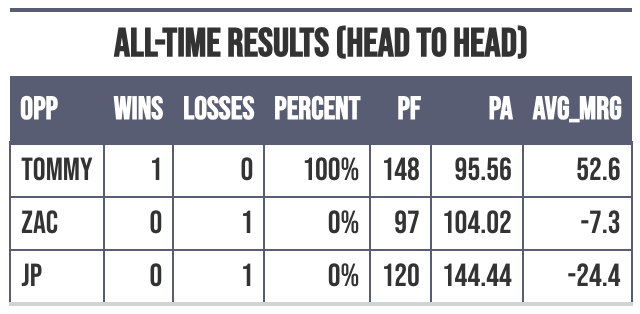 ALL-TIME RESULTS (HEAD TO HEAD)
OPP WINS LOSSES PERCENT PF PA AVG_MRG
TOMMY 1 0 100% 148 95.56 52.6
ZAC 0 1 0% 97 104.02 -7.3
JP 0 1 0% 120 144.44 -24.4